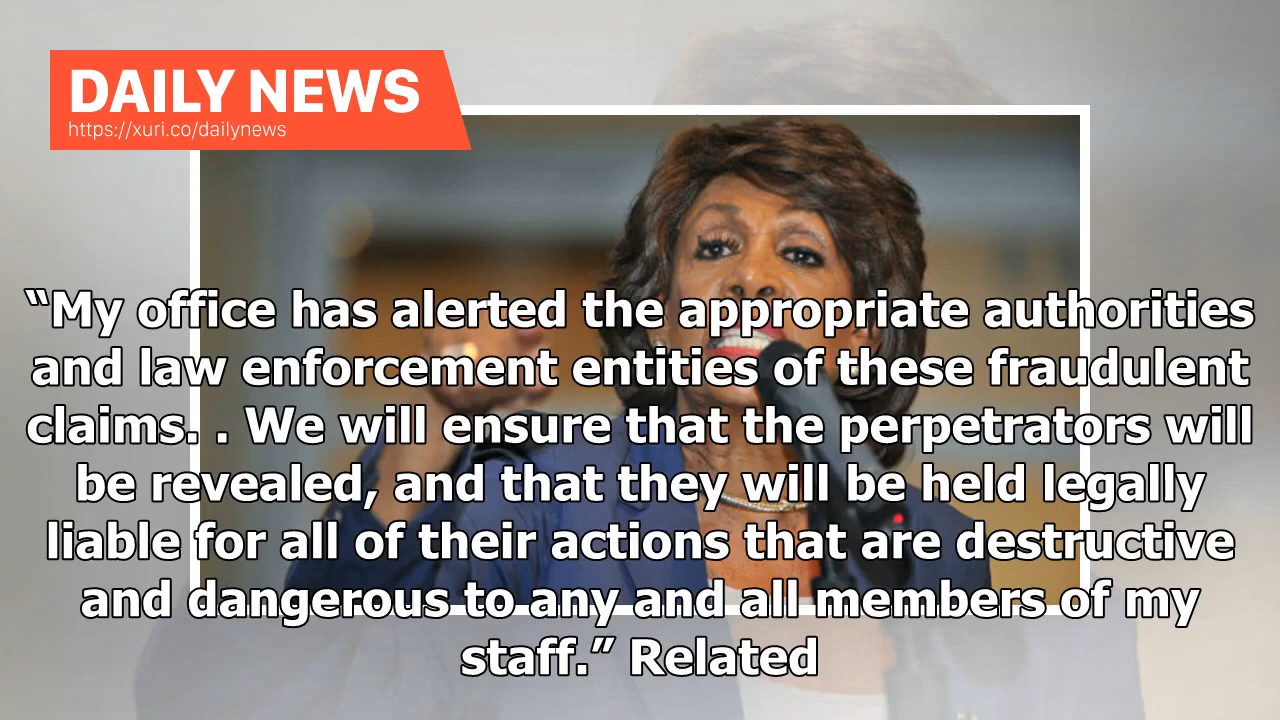 DAILY NEWS
https://xuri.co/dailynews
“My office has alerted the appropriate authorities
and law enforcement entities of these fraudulent
claims. . We will ensure that the perpetrators will
be revealed, and that they will be held legally
liable for all of their actions that are destructive
and dangerous to any and all members of my
staff.” Related